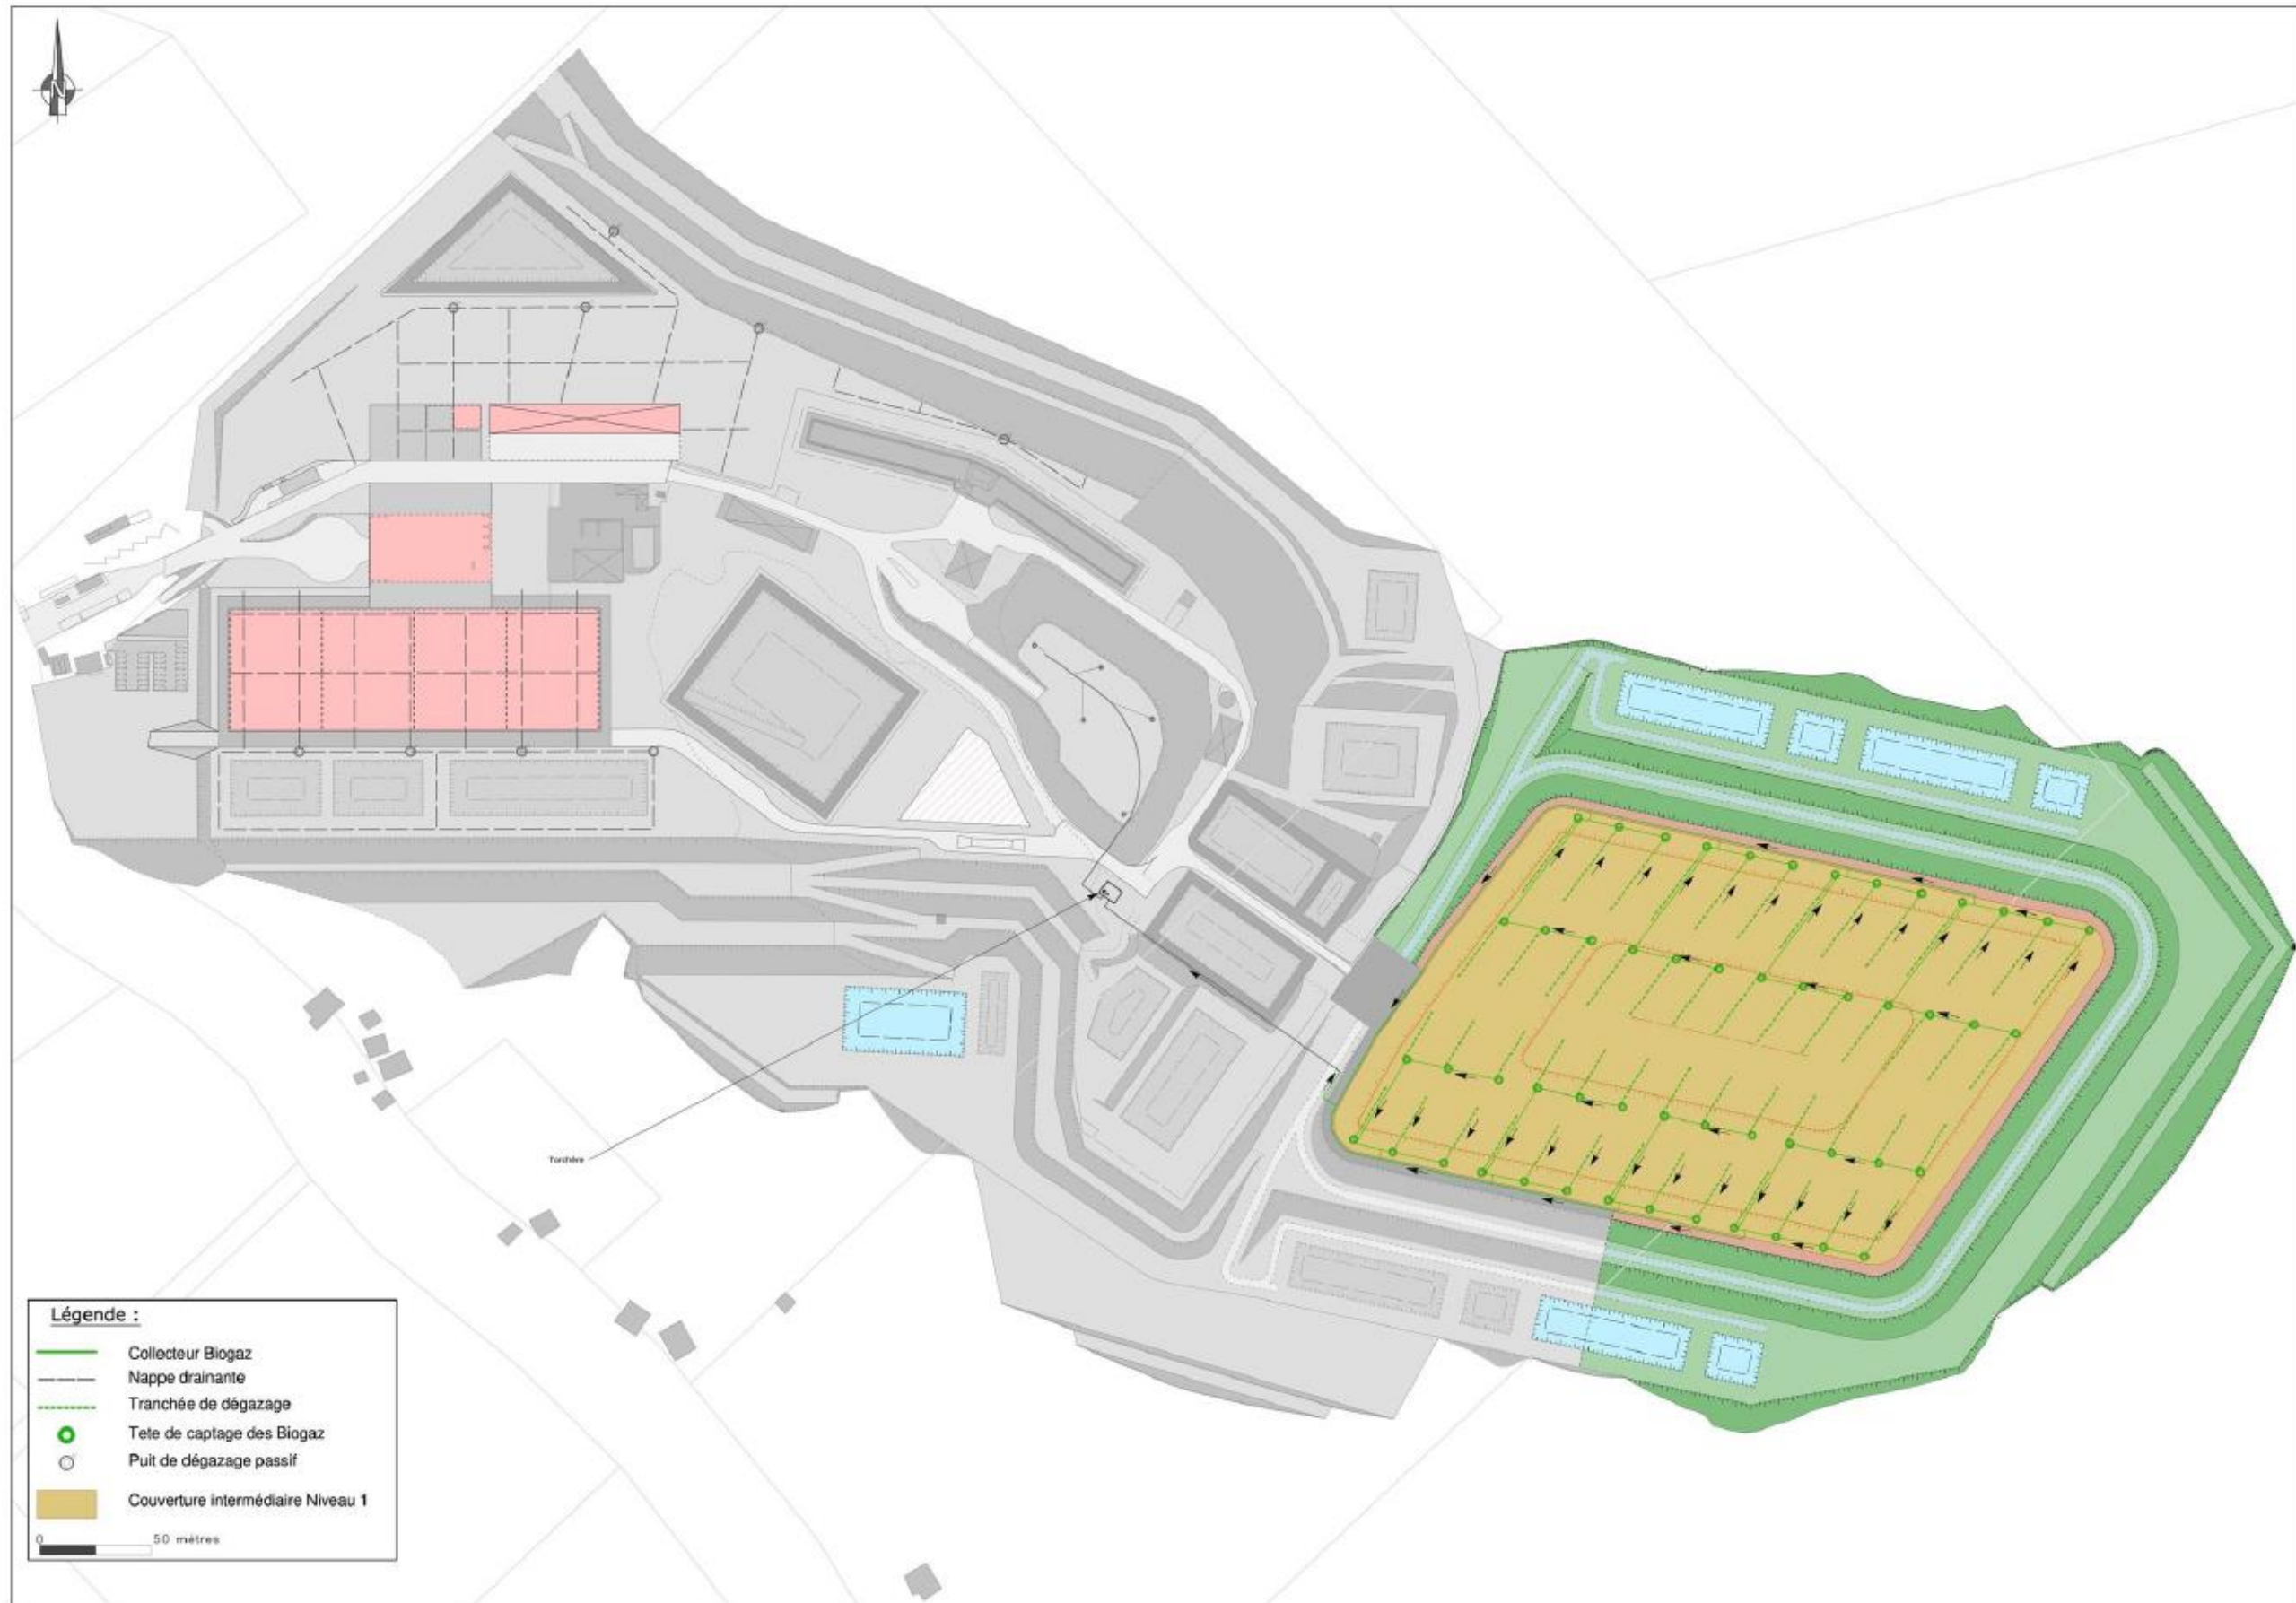 N
Torchère
Légende :
Collecteur Biogaz
Nappe drainante
Tranchée de dégazage
Tete de captage des Biogaz
Puit de dégazage passif
Couverture intermédiaire Niveau 1
0 50 mètres